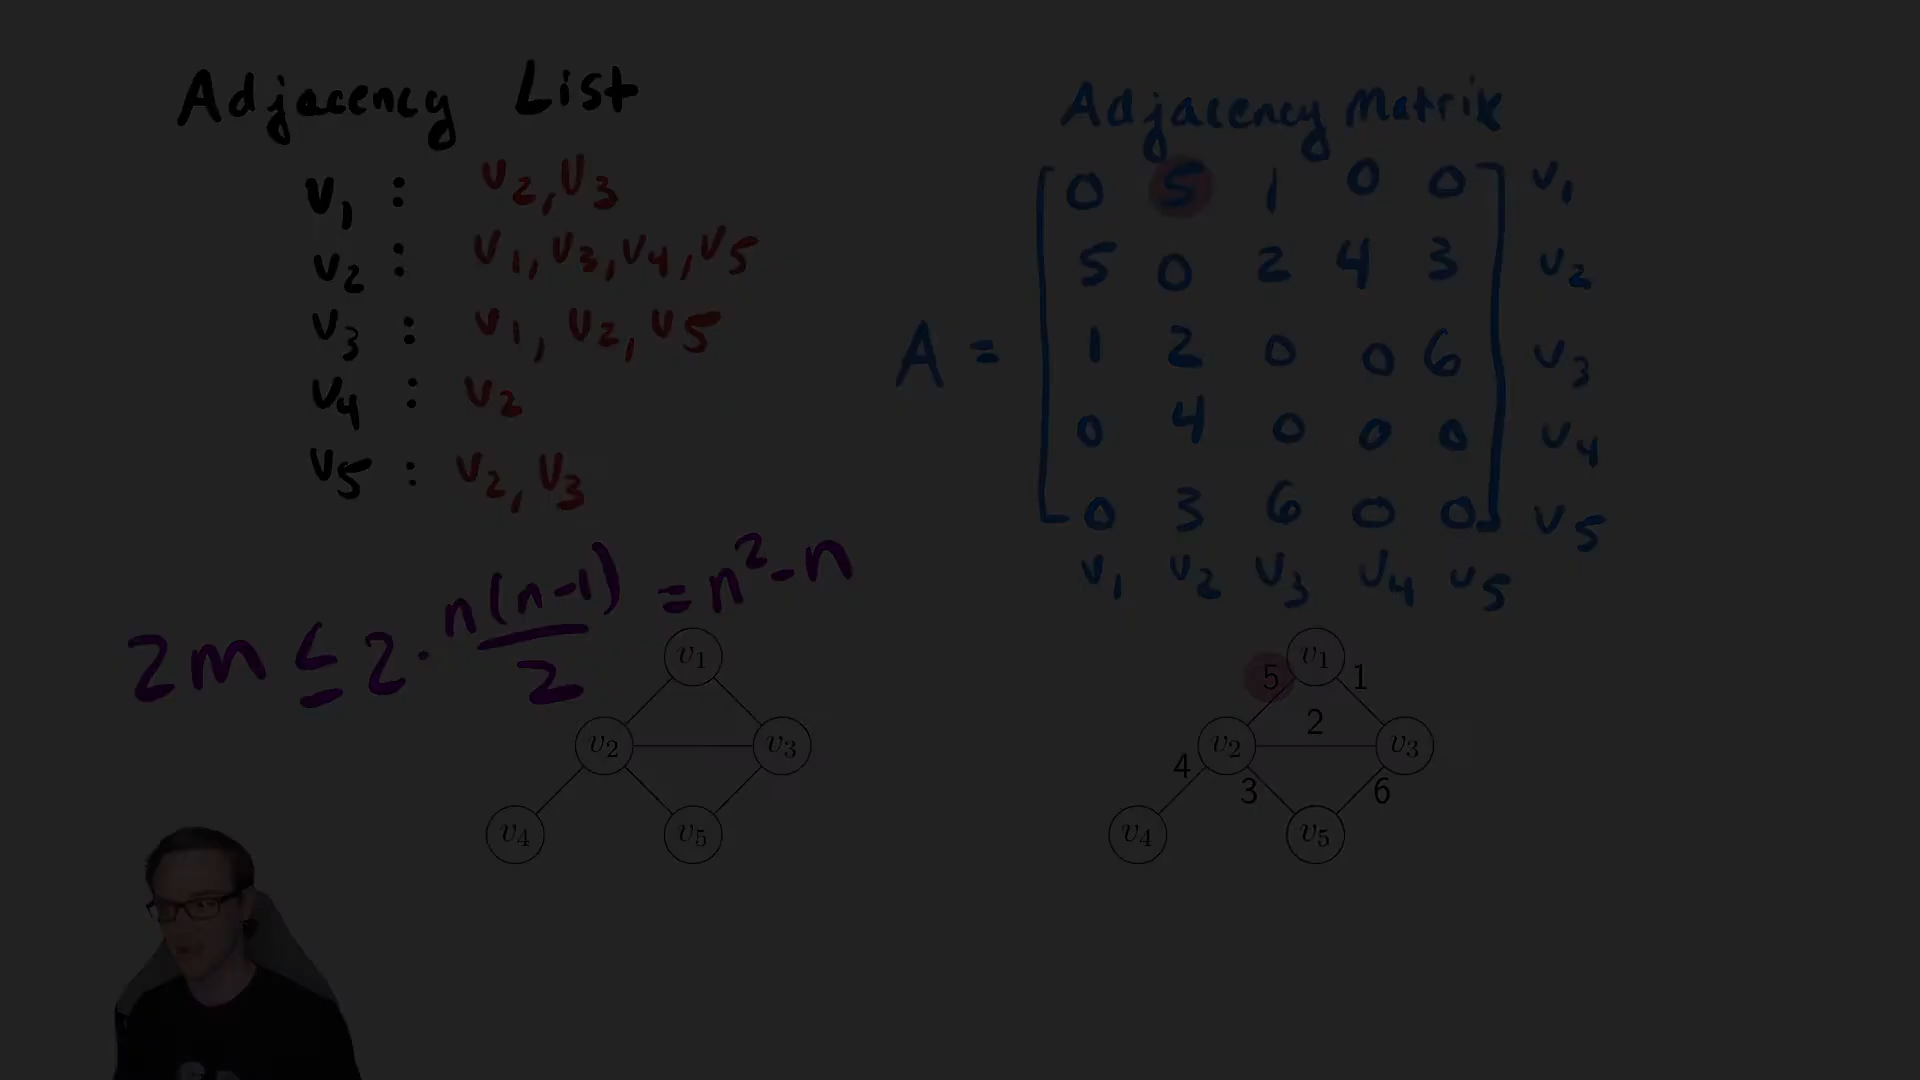 Adjacency List
v1 : v2, v3
v2 : v1, v3, v4, v5
v3 : v1, v2, v5
v4 : v2
v5 : v2, v3
2m ≤ 2 · n(n-1)/2 = n² - n
v1
v2
v3
v4
v5
Adjacency Matrix
A =
0 5 1 0 0 v1
5 0 2 4 3 v2
1 2 0 0 6 v3
0 4 0 0 0 v4
0 3 6 0 0 v5
v1 v2 v3 v4 v5
5 v1 1
2
v2 v3
4 3 6
v4 v5